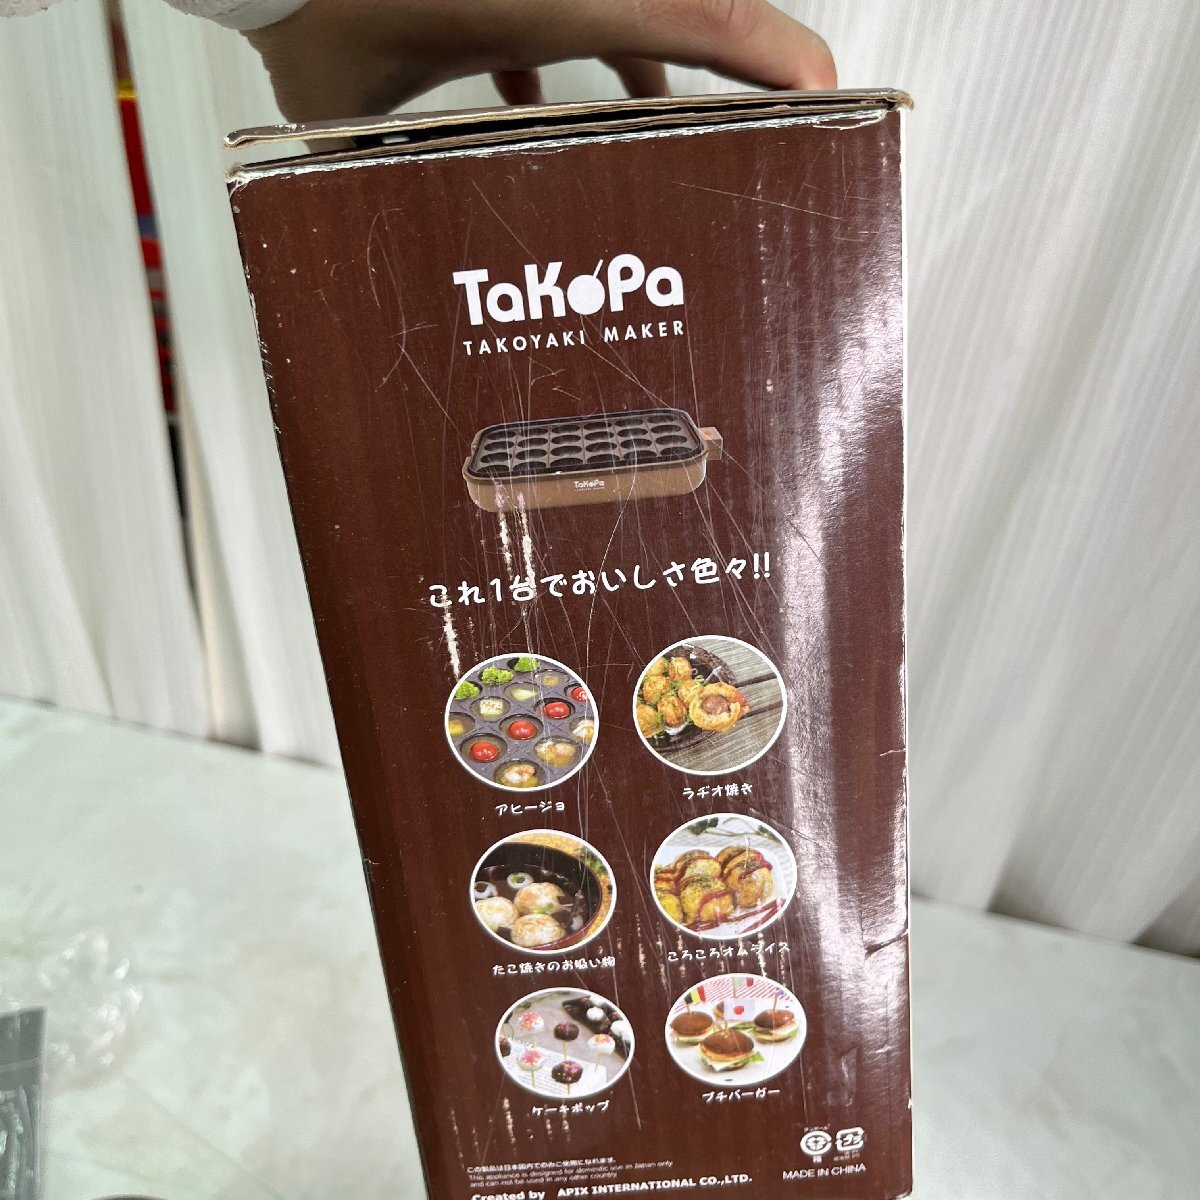 TaKoPa
TAKOYAKI MAKER
TaKoPa
これ1台でおいしさ色々!!
アヒージョ
ラヂオ焼き
たこ焼きのお吸い物
ころころオムライス
ケーキポップ
プチバーガー
この製品は日本国内でのみご使用になれます。
This appliance is designed for domestic use in Japan only
and can not be used in any other country.
Created by APIX INTERNATIONAL CO.,LTD.
MADE IN CHINA